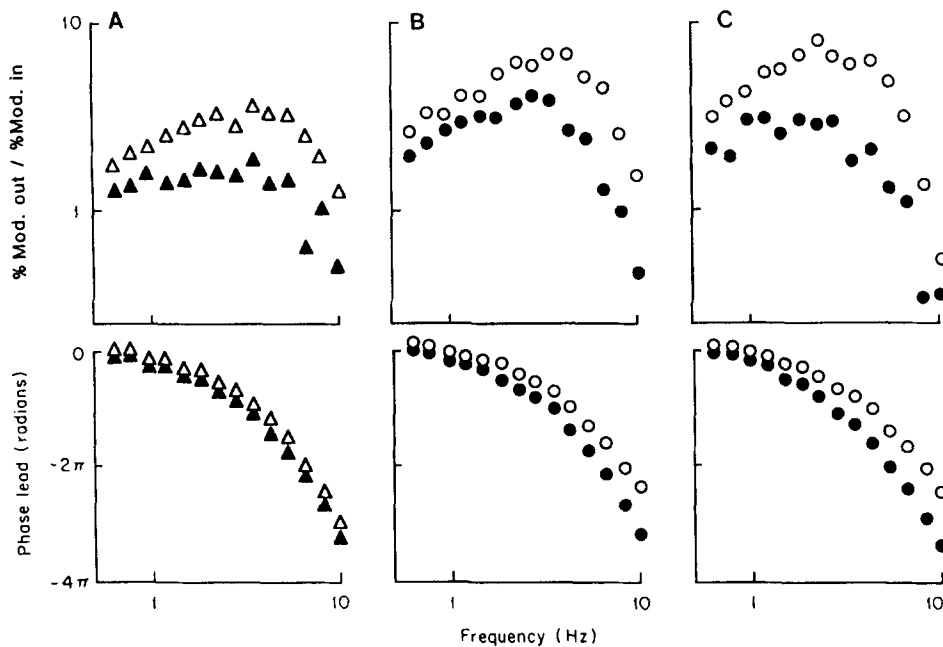 A
B
C
10
1
% Mod. out / %Mod. in
0
-2π
-4π
Phase lead (radians)
1
10
1
10
1
10
Frequency (Hz)